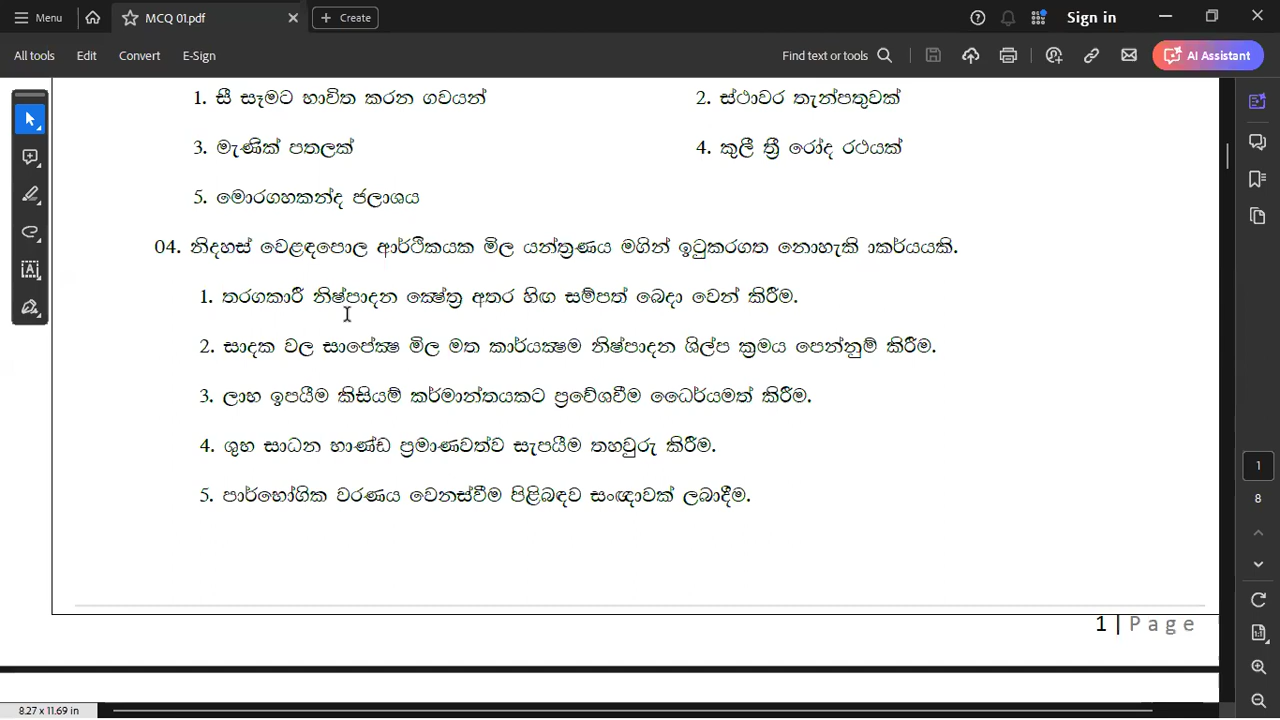 Menu MCQ 01.pdf Create Sign in
All tools Edit Convert E-Sign Find text or tools AI Assistant
1. සී සෑමට භාවිත කරන ගවයන් 2. ස්ථාවර තැන්පතුවක්
3. මැණික් පතලක් 4. කුලී ත්‍රී රෝද රථයක්
5. මොරගහකන්ද ජලාශය
04. නිදහස් වෙළඳපොල ආර්ථිකයක මිල යන්ත්‍රණය මගින් ඉටුකරගත නොහැකි ාකර්යයකි.
1. තරගකාරී නිෂ්පාදන ක්‍ෂේත්‍ර අතර හිඟ සම්පත් බෙදා වෙන් කිරීම.
2. සාදක වල සාපේක්‍ෂ මිල මත කාර්යක්‍ෂම නිෂ්පාදන ශිල්ප ක්‍රමය පෙන්නුම් කිරීම.
3. ලාභ ඉපයීම කිසියම් කර්මාන්තයකට ප්‍රවේශවීම ධෛර්යමත් කිරීම.
4. ශුභ සාධන භාණ්ඩ ප්‍රමාණවත්ව සැපයීම තහවුරු කිරීම.
5. පාර්භෝගික වරණය වෙනස්වීම පිළිබඳව සංඥාවක් ලබාදීම.
1 | Page
1
8
8.27 x 11.69 in